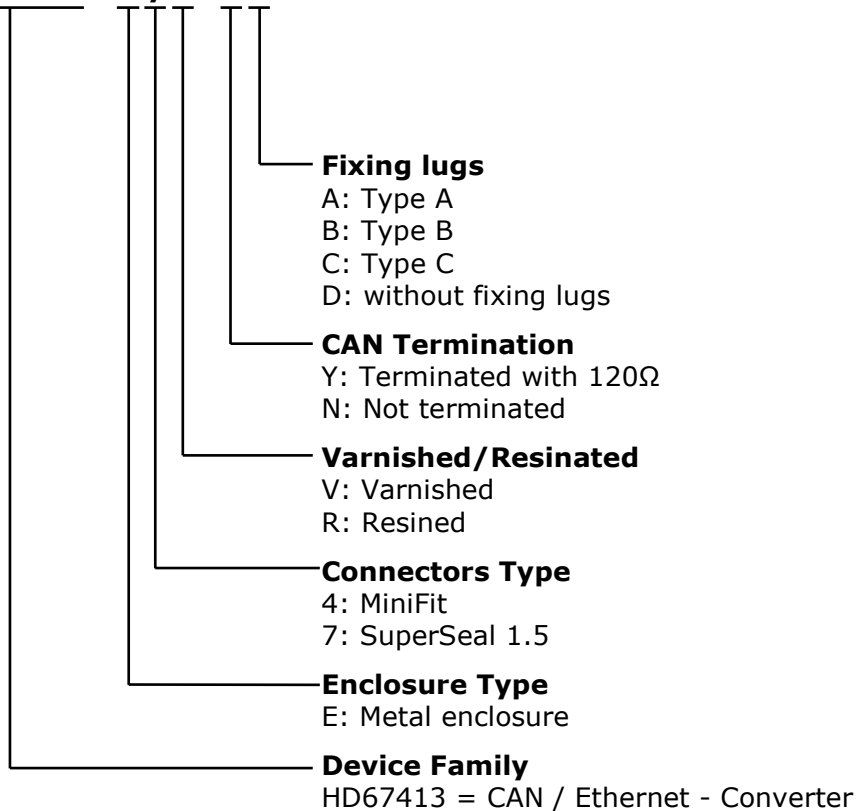 Fixing lugs
A: Type A
B: Type B
C: Type C
D: without fixing lugs
CAN Termination
Y: Terminated with 120Ω
N: Not terminated
Varnished/Resinated
V: Varnished
R: Resined
Connectors Type
4: MiniFit
7: SuperSeal 1.5
Enclosure Type
E: Metal enclosure
Device Family
HD67413 = CAN / Ethernet - Converter